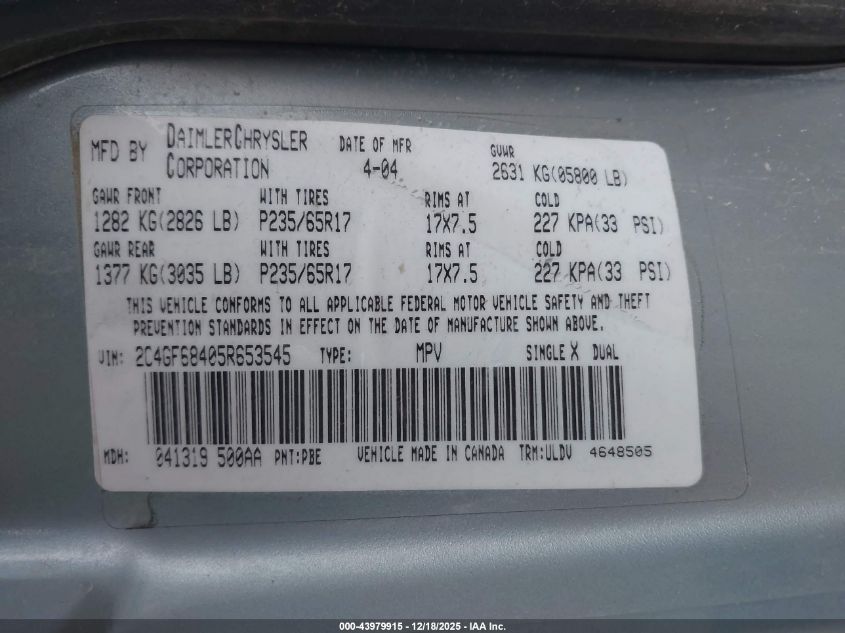 MFD BY DAIMLERCHRYSLER CORPORATION DATE OF MFR 4-04 GVWR 2631 KG(05800 LB)
GAWR FRONT WITH TIRES RIMS AT COLD
1282 KG(2826 LB) P235/65R17 17X7.5 227 KPA(33 PSI)
GAWR REAR WITH TIRES RIMS AT COLD
1377 KG(3035 LB) P235/65R17 17X7.5 227 KPA(33 PSI)
THIS VEHICLE CONFORMS TO ALL APPLICABLE FEDERAL MOTOR VEHICLE SAFETY AND THEFT
PREVENTION STANDARDS IN EFFECT ON THE DATE OF MANUFACTURE SHOWN ABOVE.
VIN: 2C4GF68405R653545 TYPE: MPV SINGLE X DUAL
MDH: 041319 500AA PNT:PBE VEHICLE MADE IN CANADA TRM:ULDV 4648505
000-43979915 - 12/18/2025 - IAA Inc.